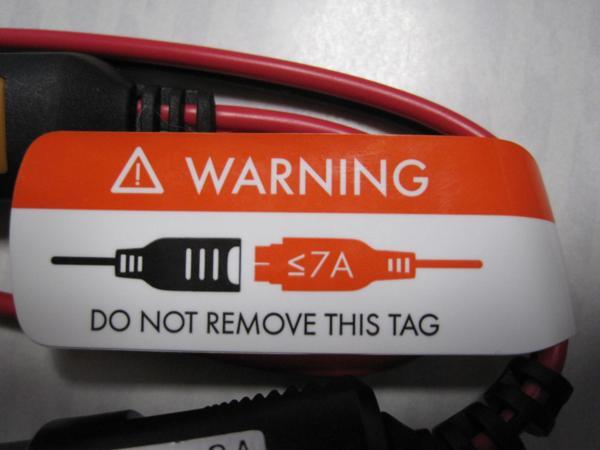 WARNING
≤7A
DO NOT REMOVE THIS TAG